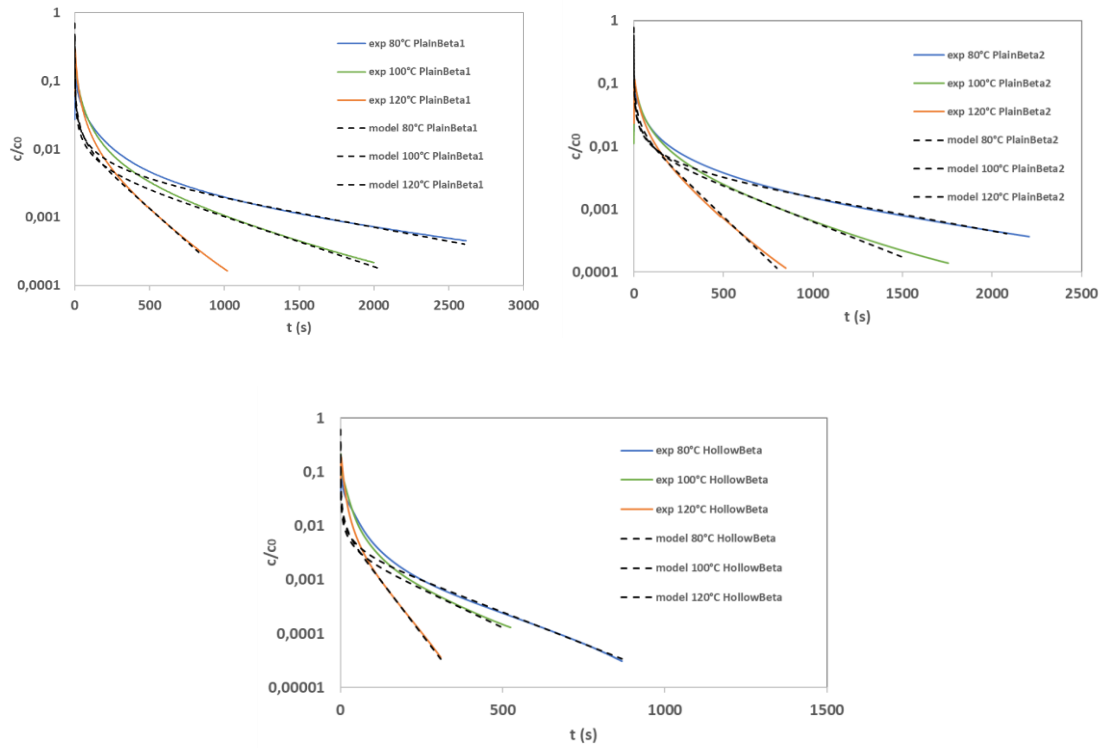 1
0,1
0,01
0,001
0,0001
c/c0
0 500 1000 1500 2000 2500 3000
t (s)
exp 80°C PlainBeta1
exp 100°C PlainBeta1
exp 120°C PlainBeta1
model 80°C PlainBeta1
model 100°C PlainBeta1
model 120°C PlainBeta1
1
0,1
0,01
0,001
0,0001
c/c0
0 500 1000 1500 2000 2500
t (s)
exp 80°C PlainBeta2
exp 100°C PlainBeta2
exp 120°C PlainBeta2
model 80°C PlainBeta2
model 100°C PlainBeta2
model 120°C PlainBeta2
1
0,1
0,01
0,001
0,0001
0,00001
c/c0
0 500 1000 1500
t (s)
exp 80°C HollowBeta
exp 100°C HollowBeta
exp 120°C HollowBeta
model 80°C HollowBeta
model 100°C HollowBeta
model 120°C HollowBeta